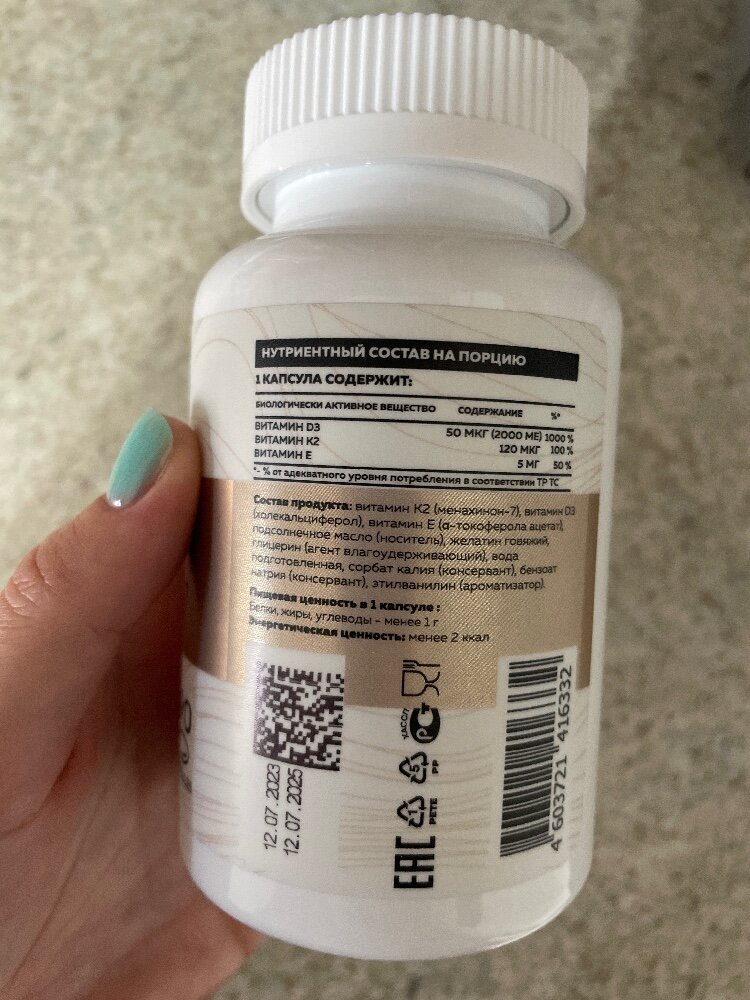 НУТРИЕНТНЫЙ СОСТАВ НА ПОРЦИЮ
1 КАПСУЛА СОДЕРЖИТ:
БИОЛОГИЧЕСКИ АКТИВНОЕ ВЕЩЕСТВО СОДЕРЖАНИЕ %*
ВИТАМИН D3 50 МКГ (2000 МЕ) 1000 %
ВИТАМИН К2 120 МКГ 100 %
ВИТАМИН Е 5 МГ 50 %
*- % от адекватного уровня потребления в соответствии ТР ТС
Состав продукта: витамин К2 (менахинон-7), витамин D3
(холекальциферол), витамин Е (α-токоферола ацетат),
подсолнечное масло (носитель), желатин говяжий,
глицерин (агент влагоудерживающий), вода
подготовленная, сорбат калия (консервант), бензоат
натрия (консервант), этилванилин (ароматизатор).
Пищевая ценность в 1 капсуле :
Белки, жиры, углеводы – менее 1 г
Энергетическая ценность: менее 2 ккал
12.07.2023
12.07.2025
ЕАС
1
PETE
5
PP
РСТ
4 603721 416332